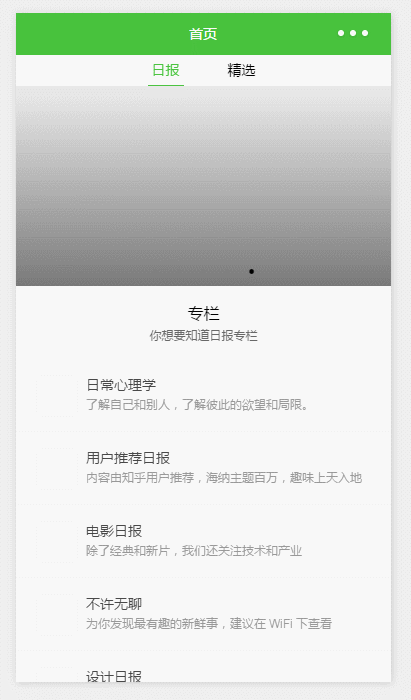 首页
日报 精选
专栏
你想要知道日报专栏
日常心理学
了解自己和别人，了解彼此的欲望和局限。
用户推荐日报
内容由知乎用户推荐，海纳主题百万，趣味上天入地
电影日报
除了经典和新片，我们还关注技术和产业
不许无聊
为你发现最有趣的新鲜事，建议在 WiFi 下查看
设计日报